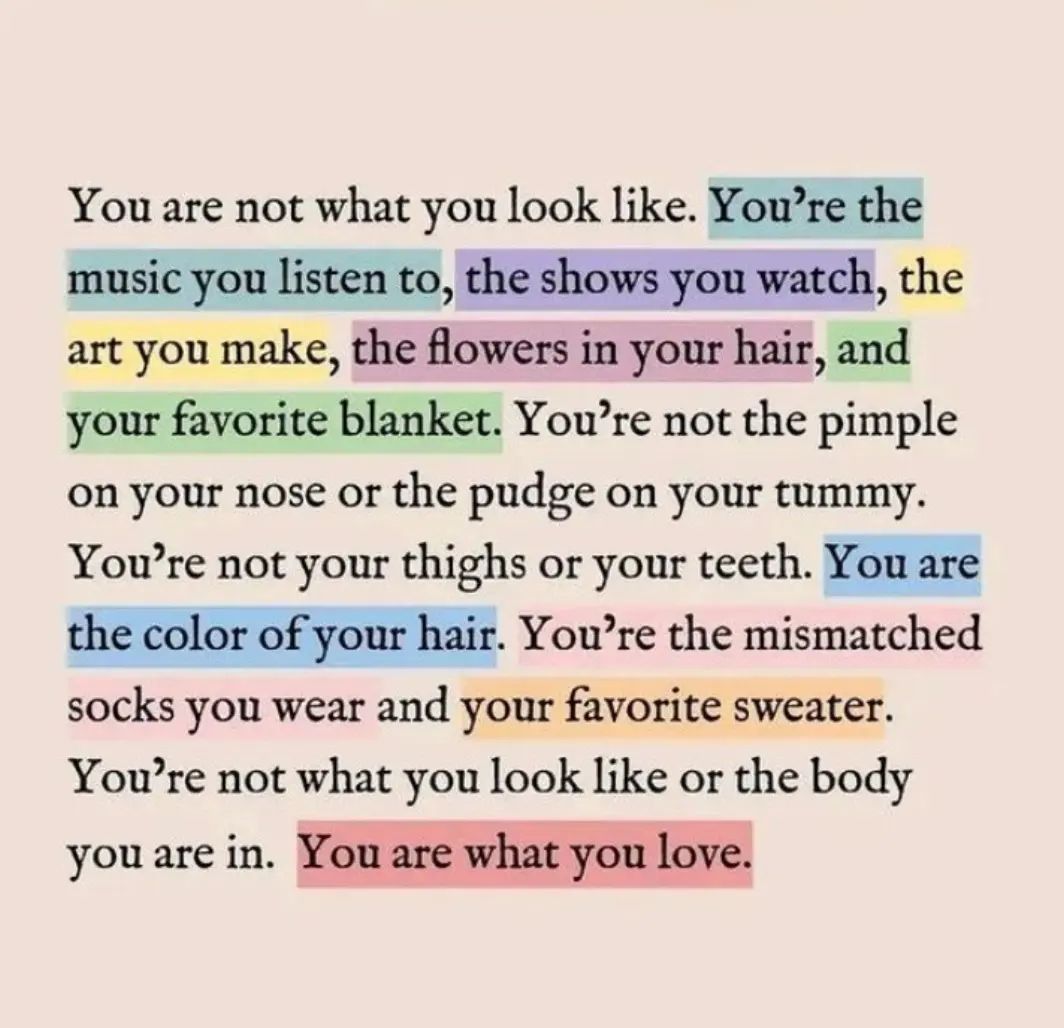 You are not what you look like. You’re the
music you listen to, the shows you watch, the
art you make, the flowers in your hair, and
your favorite blanket. You’re not the pimple
on your nose or the pudge on your tummy.
You’re not your thighs or your teeth. You are
the color of your hair. You’re the mismatched
socks you wear and your favorite sweater.
You’re not what you look like or the body
you are in. You are what you love.